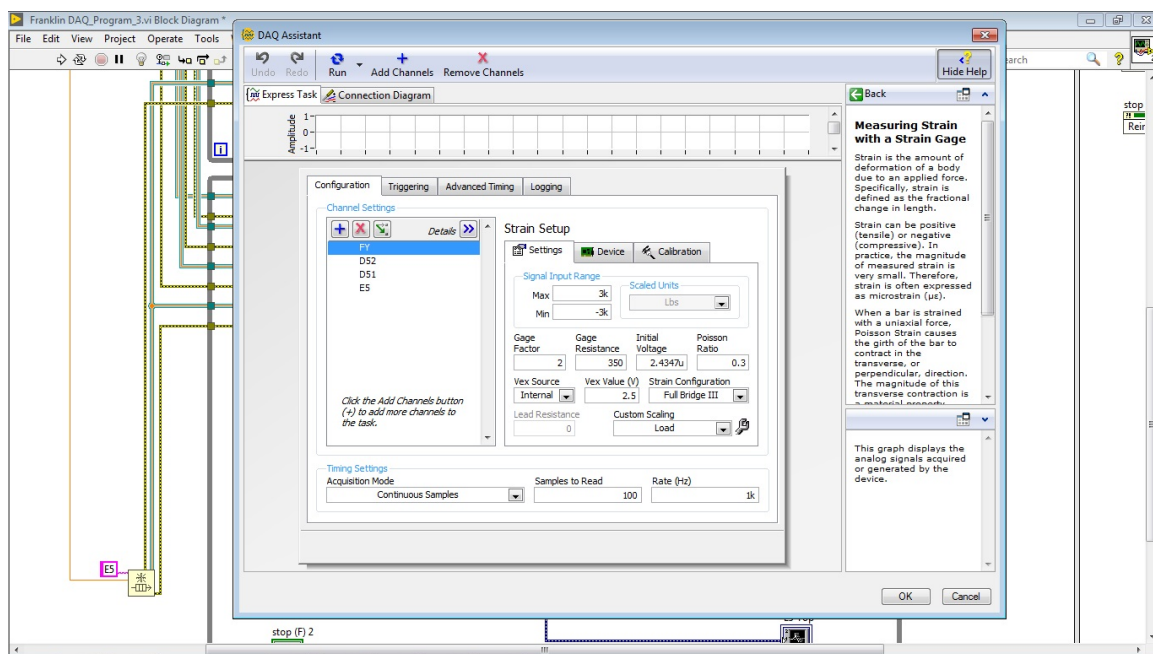 Franklin DAQ_Program_3.vi Block Diagram *
File Edit View Project Operate Tools
DAQ Assistant
Undo Redo Run Add Channels Remove Channels
Hide Help
earch
Express Task
Connection Diagram
Back
Amplitude
1
0
-1
Measuring Strain
with a Strain Gage
Strain is the amount of
deformation of a body
due to an applied force.
Specifically, strain is
defined as the fractional
change in length.
Strain can be positive
(tensile) or negative
(compressive). In
practice, the magnitude
of measured strain is
very small. Therefore,
strain is often expressed
as microstrain (με).
When a bar is strained
with a uniaxial force,
Poisson Strain causes
the girth of the bar to
contract in the
transverse, or
perpendicular, direction.
The magnitude of this
transverse contraction is
a material property
This graph displays the
analog signals acquired
or generated by the
device.
Configuration Triggering Advanced Timing Logging
Channel Settings
Details
FY
D52
D51
E5
Click the Add Channels button
(+) to add more channels to
the task.
Strain Setup
Settings Device Calibration
Signal Input Range
Max 3k
Min -3k
Scaled Units
Lbs
Gage Factor 2
Gage Resistance 350
Initial Voltage 2.4347u
Poisson Ratio 0.3
Vex Source Internal
Vex Value (V) 2.5
Strain Configuration Full Bridge III
Lead Resistance 0
Custom Scaling Load
Timing Settings
Acquisition Mode Continuous Samples
Samples to Read 100
Rate (Hz) 1k
OK Cancel
stop
Rei
i
E5
stop (F) 2